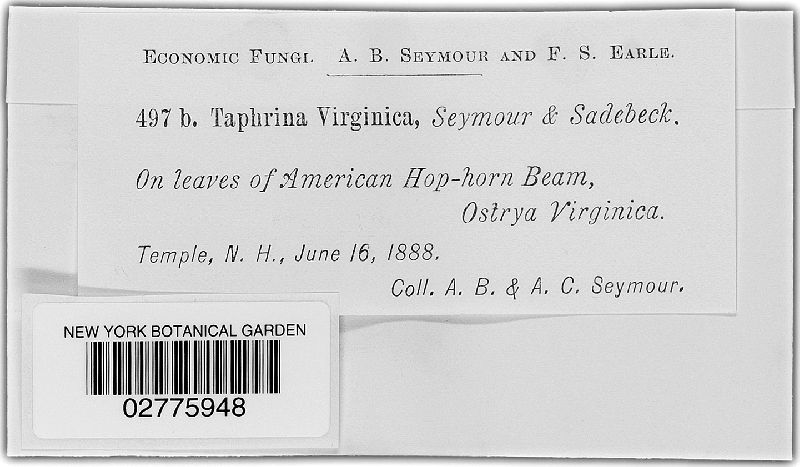 Economic Fungi. A. B. Seymour and F. S. Earle.
497 b. Taphrina Virginica, Seymour & Sadebeck.
On leaves of American Hop-horn Beam,
Ostrya Virginica.
Temple, N. H., June 16, 1888.
Coll. A. B. & A. C. Seymour.
NEW YORK BOTANICAL GARDEN
02775948